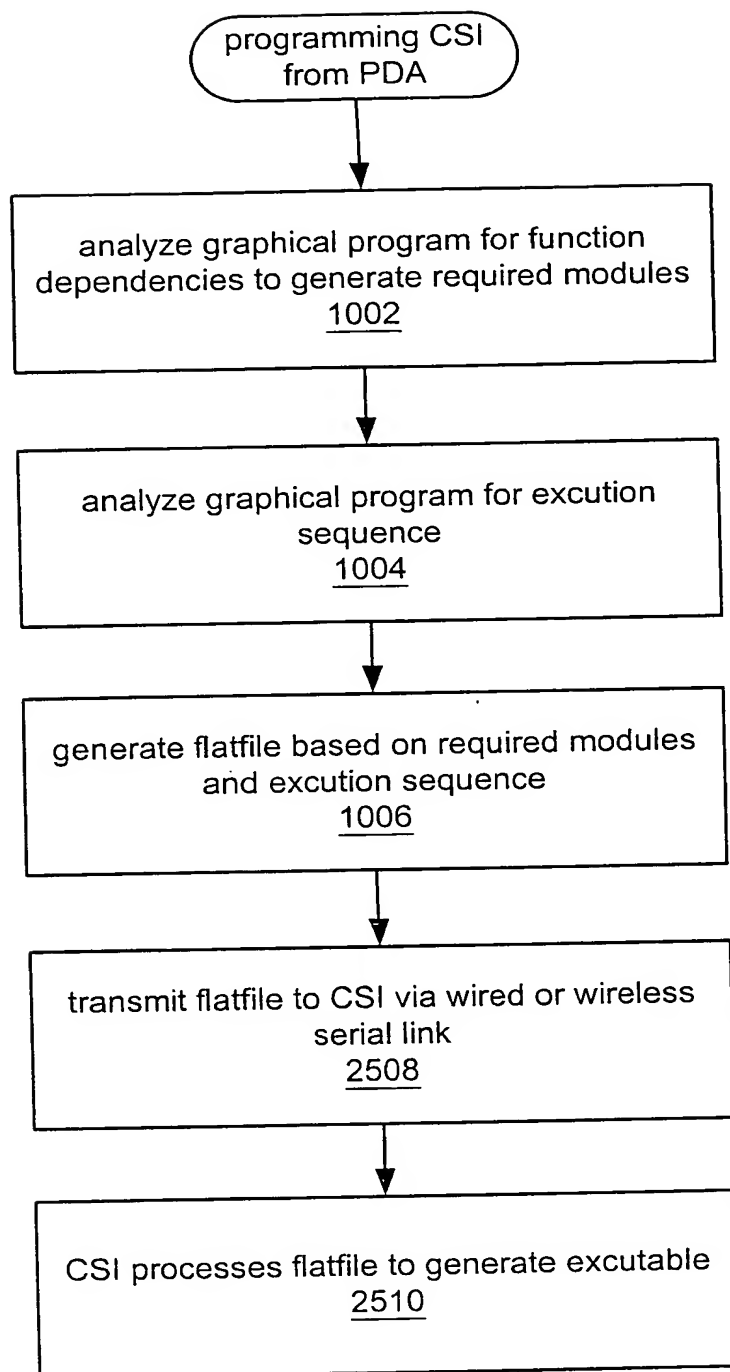 programming CSI
from PDA
analyze graphical program for function
dependencies to generate required modules
1002
analyze graphical program for excution
sequence
1004
generate flatfile based on required modules
and excution sequence
1006
transmit flatfile to CSI via wired or wireless
serial link
2508
CSI processes flatfile to generate excutable
2510